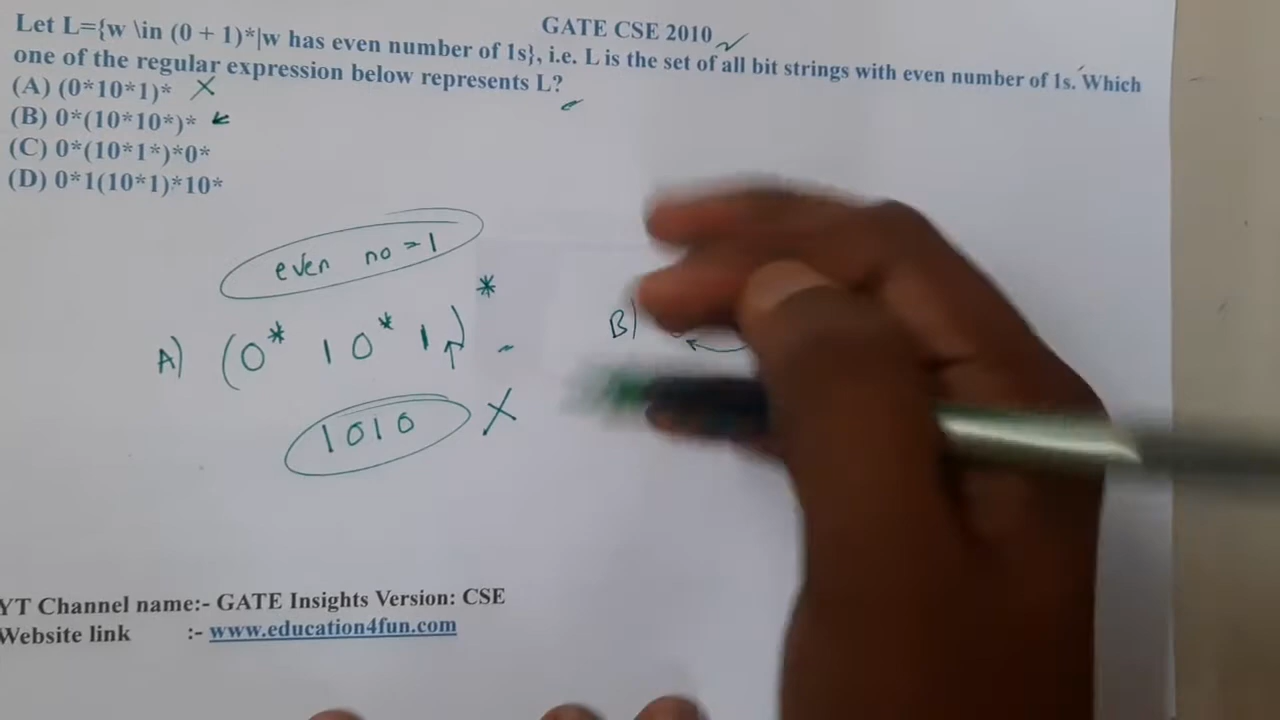 GATE CSE 2010
Let L={w \in (0 + 1)*|w has even number of 1s}, i.e. L is the set of all bit strings with even number of 1s. Which
one of the regular expression below represents L?
(A) (0*10*1)*
(B) 0*(10*10*)*
(C) 0*(10*1*)*0*
(D) 0*1(10*1)*10*
even no = 1
A) (0* 10* 1)*
B)
1010
YT Channel name:- GATE Insights Version: CSE
Website link :- www.education4fun.com